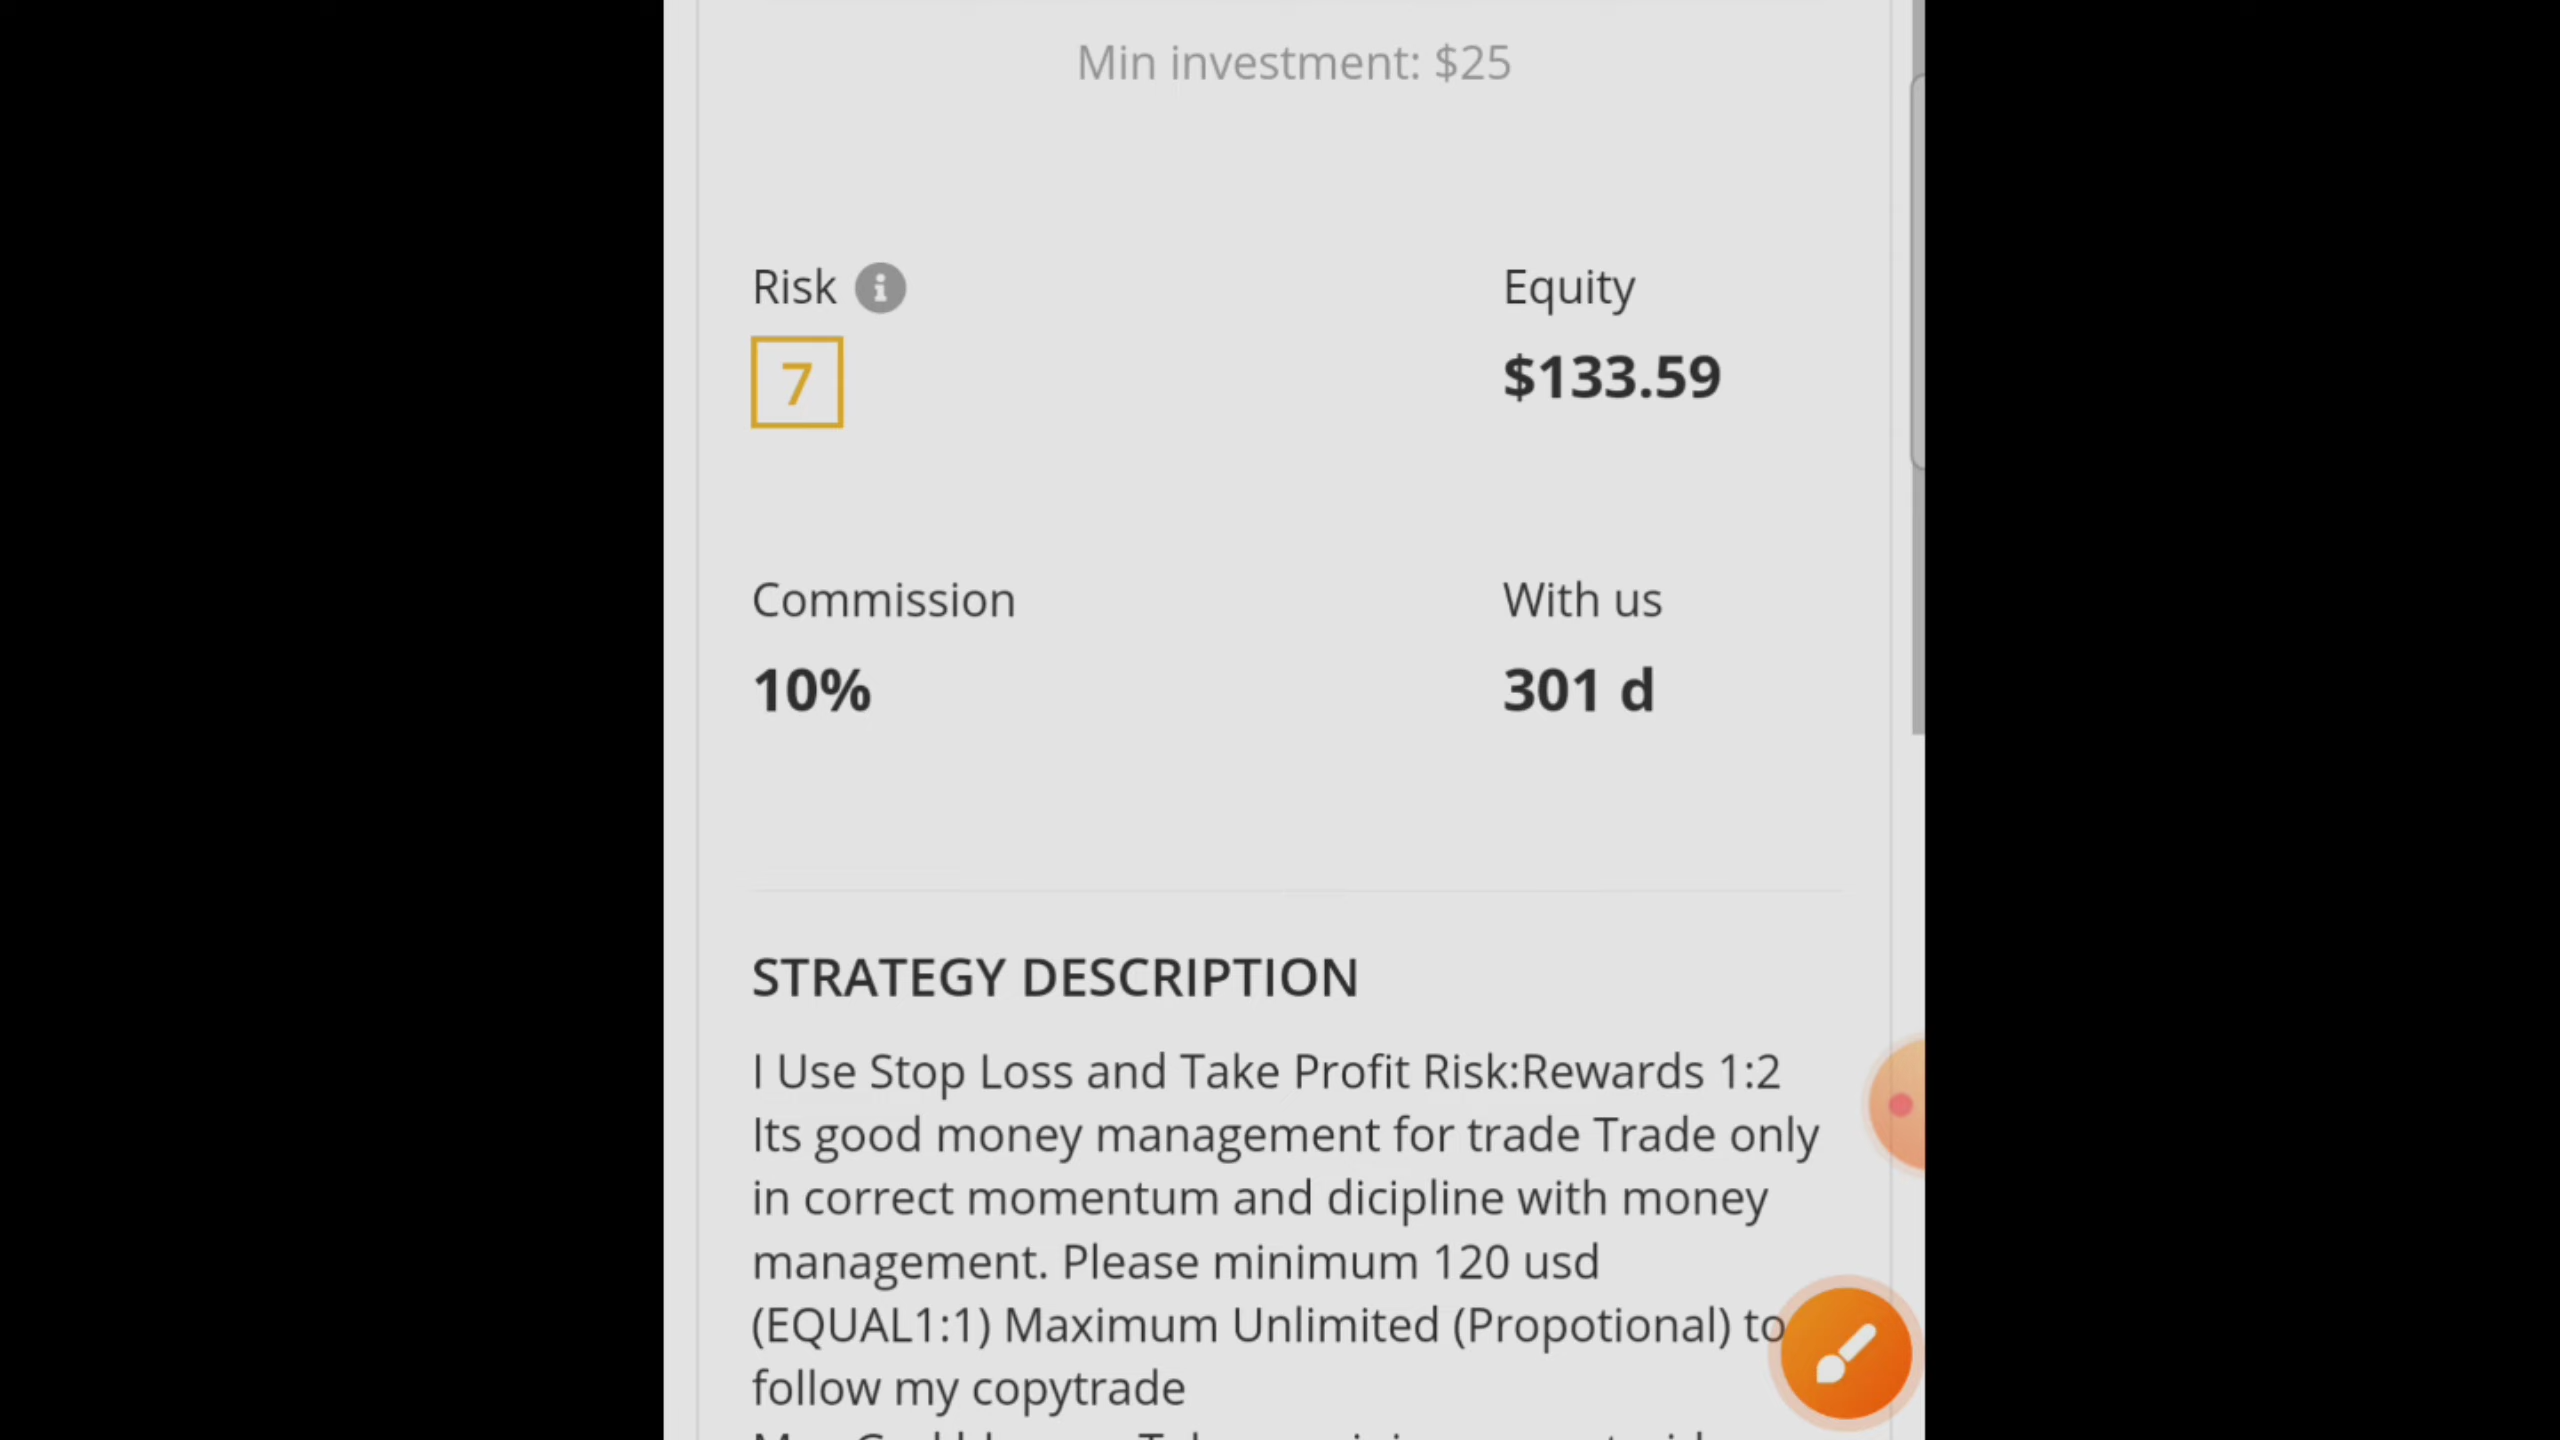 Min investment: $25
Risk
Equity
7
$133.59
Commission
With us
10%
301 d
STRATEGY DESCRIPTION
I Use Stop Loss and Take Profit Risk:Rewards 1:2
Its good money management for trade Trade only
in correct momentum and dicipline with money
management. Please minimum 120 usd
(EQUAL1:1) Maximum Unlimited (Propotional) to
follow my copytrade